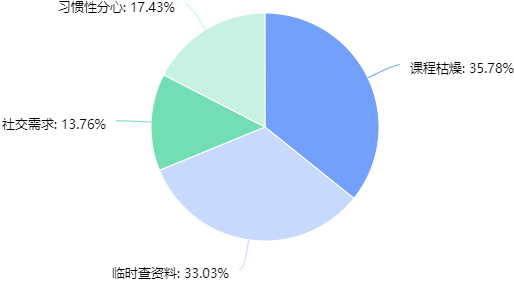 习惯性分心: 17.43%
课程枯燥: 35.78%
社交需求: 13.76%
临时查资料: 33.03%